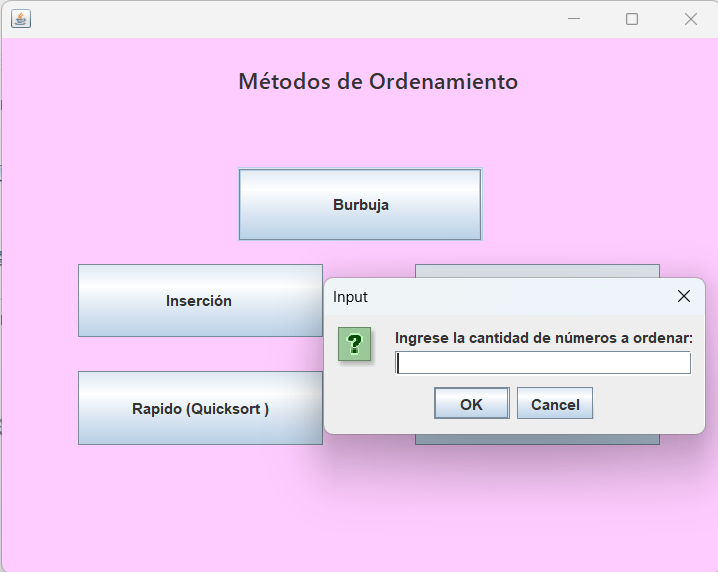 Métodos de Ordenamiento
Burbuja
Inserción
Input
?
Ingrese la cantidad de números a ordenar:
OK
Cancel
Rapido (Quicksort )